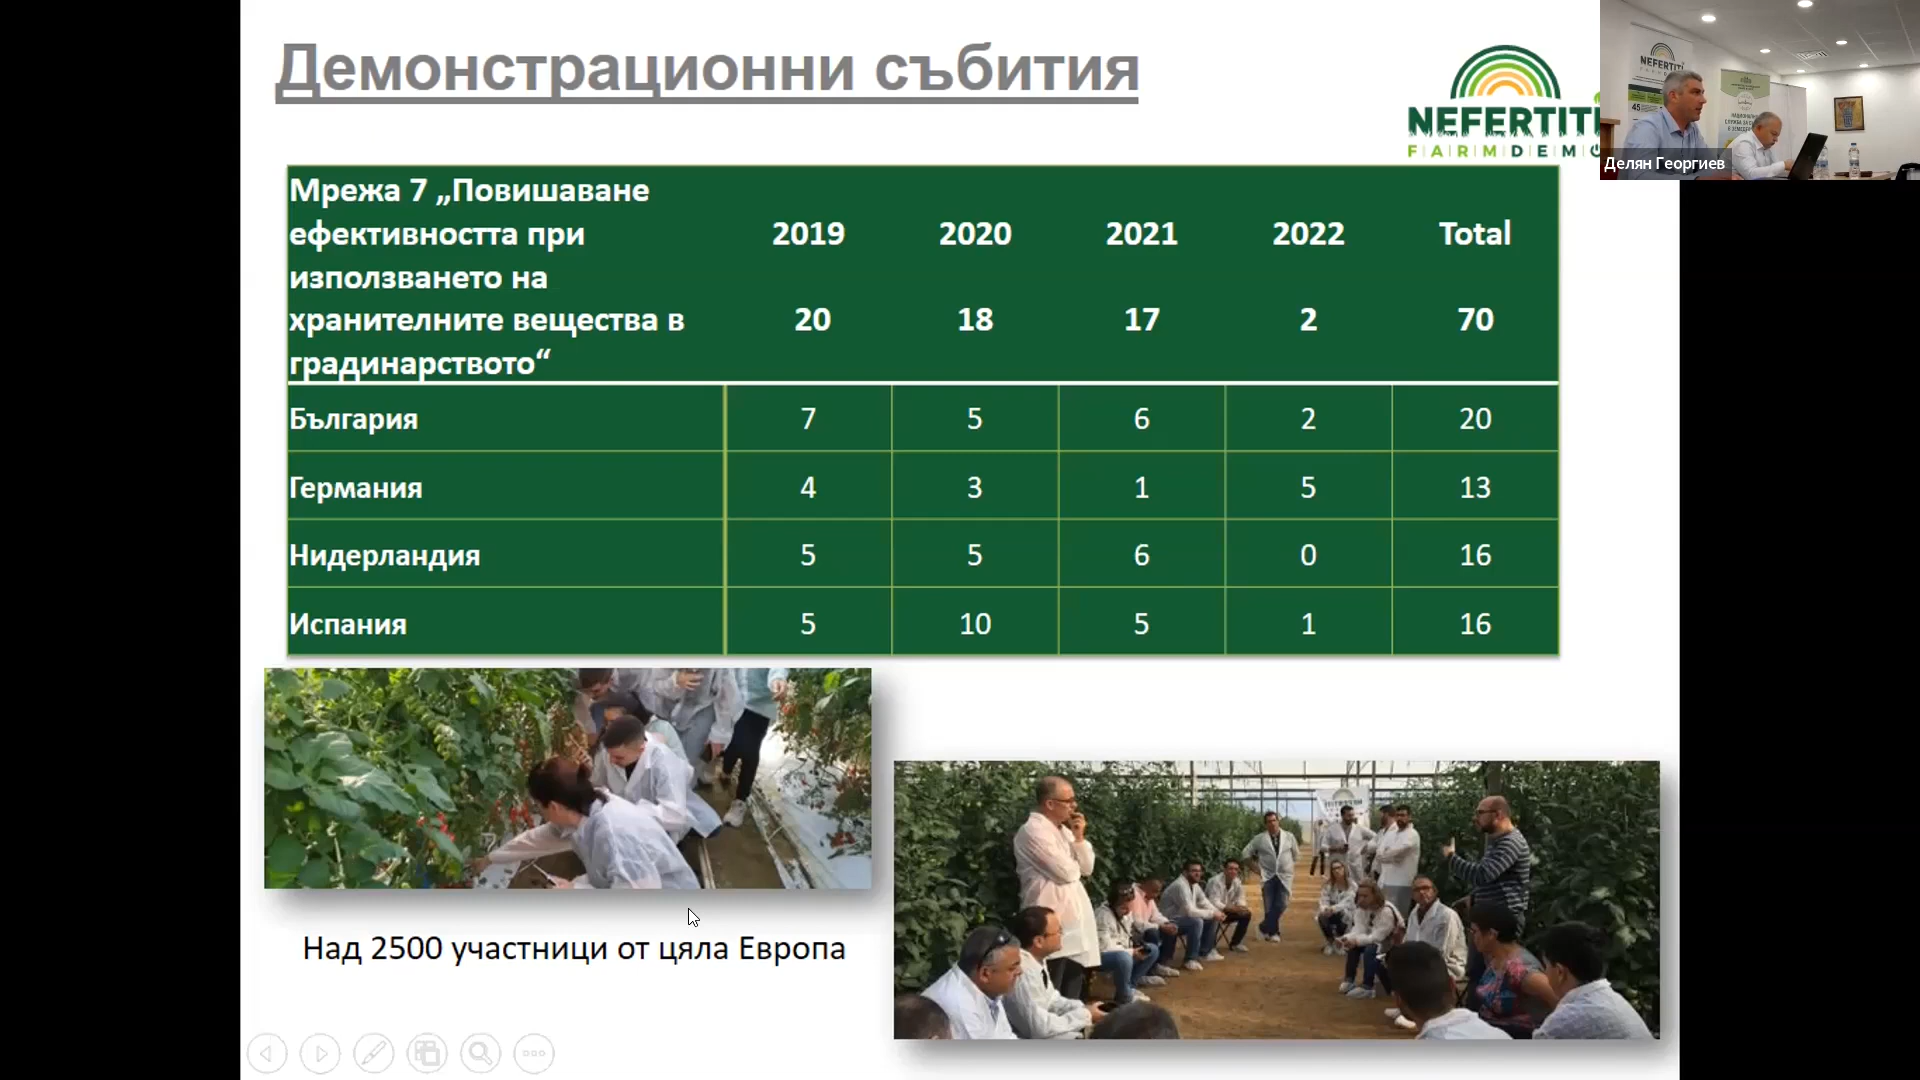 Демонстрационни събития
NEFERTITI
FARMDEMO
Делян Георгиев
NEFERTITI
45
Мрежа 7 „Повишаване
ефективността при
използването на
хранителните вещества в
градинарството“
2019 2020 2021 2022 Total
20 18 17 2 70
България 7 5 6 2 20
Германия 4 3 1 5 13
Нидерландия 5 5 6 0 16
Испания 5 10 5 1 16
Над 2500 участници от цяла Европа